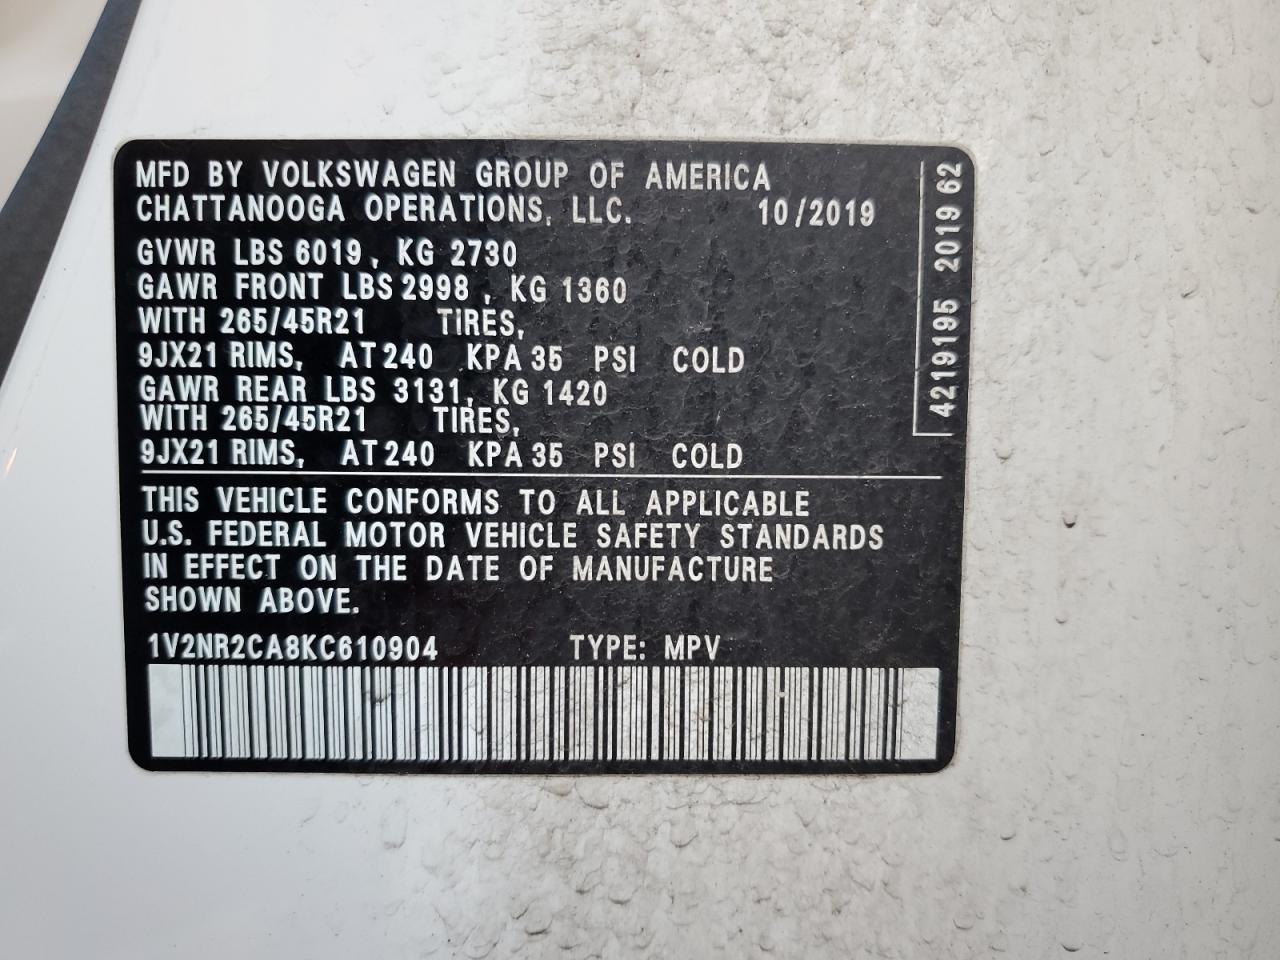 MFD BY VOLKSWAGEN GROUP OF AMERICA
CHATTANOOGA OPERATIONS, LLC. 10/2019
GVWR LBS 6019, KG 2730
GAWR FRONT LBS 2998, KG 1360
WITH 265/45R21 TIRES,
9JX21 RIMS, AT 240 KPA 35 PSI COLD
GAWR REAR LBS 3131, KG 1420
WITH 265/45R21 TIRES,
9JX21 RIMS, AT 240 KPA 35 PSI COLD
THIS VEHICLE CONFORMS TO ALL APPLICABLE
U.S. FEDERAL MOTOR VEHICLE SAFETY STANDARDS
IN EFFECT ON THE DATE OF MANUFACTURE
SHOWN ABOVE.
1V2NR2CA8KC610904 TYPE: MPV
4219195 2019 62